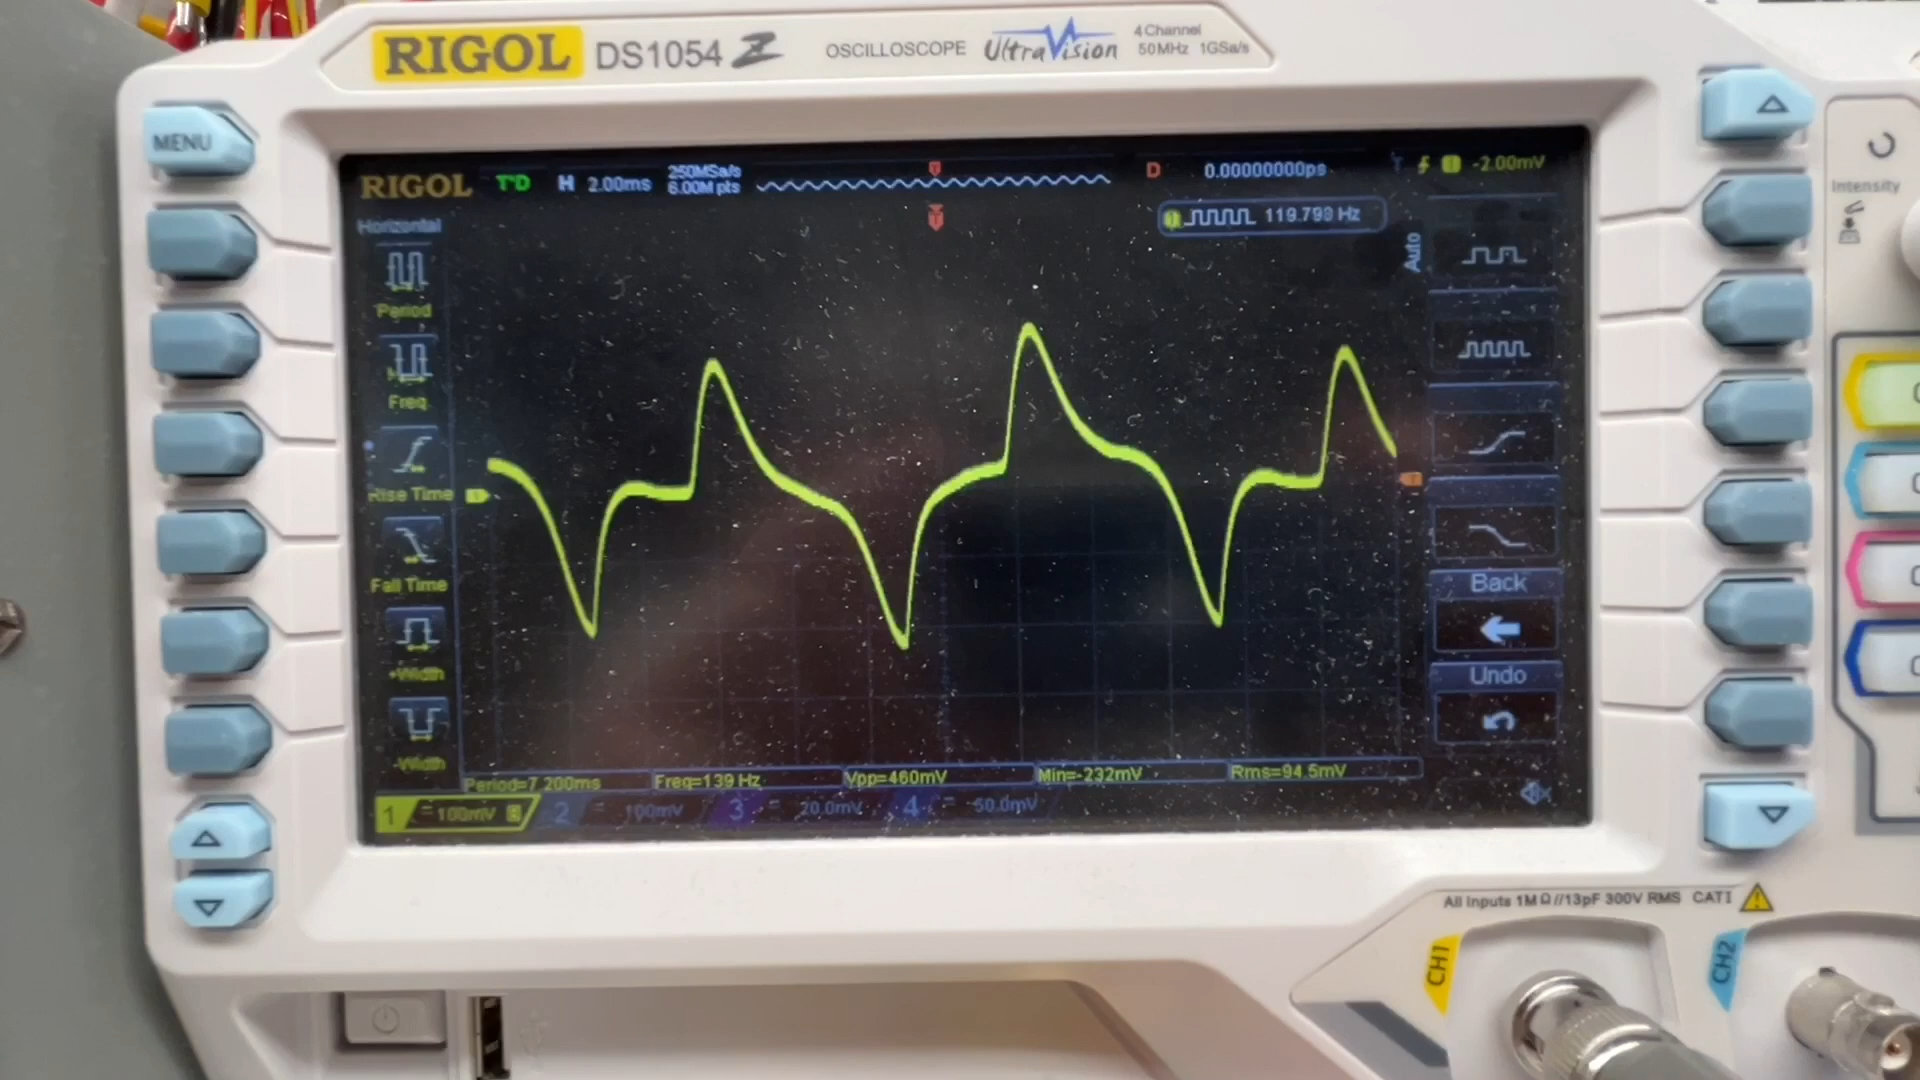 RIGOL DS1054Z OSCILLOSCOPE UltraVision 4 Channel 50MHz 1GSa/s
MENU
RIGOL T'D H 2.00ms 250MSa/s 6.00M pts D 0.00000000ps T 1 -2.00mV
Horizontal
1 119.790 Hz
Auto
Period
Freq
Rise Time
Fall Time
+Width
-Width
Back
Undo
Period=7.200ms Freq=139 Hz Vpp=460mV Min=-232mV Rms=94.5mV
1 = 100mV B 2 = 100mV 3 = 20.0mV 4 = 50.0mV
Intensity
All Inputs 1MΩ//13pF 300V RMS CATI
CH1
CH2